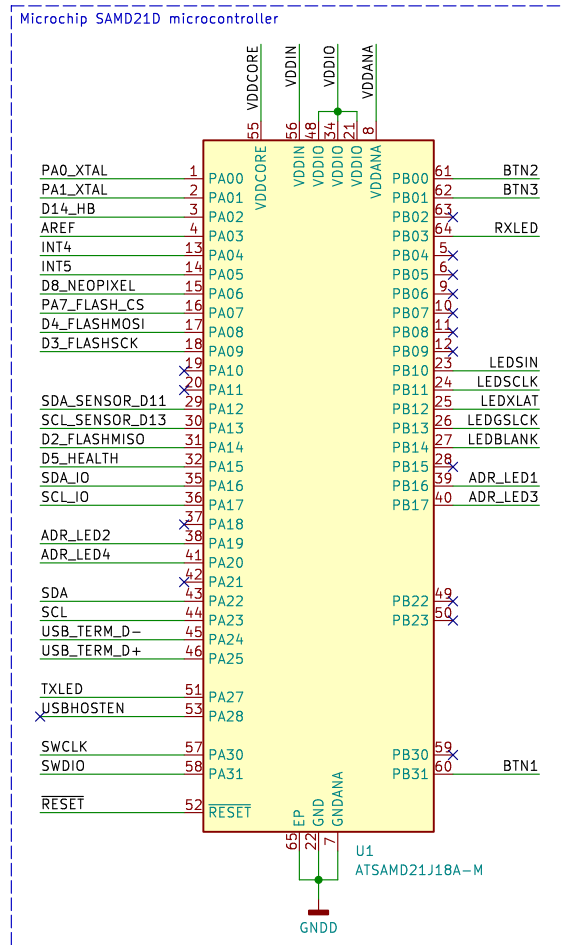 Microchip SAMD21D microcontroller
VDDCORE VDDIN VDDIO VDDANA
55 56 48 34 21 8
VDDCORE VDDIN VDDIO VDDIO VDDIO VDDANA
PA0_XTAL 1 PA00 PB00 61 BTN2
PA1_XTAL 2 PA01 PB01 62 BTN3
D14_HB 3 PA02 PB02 63
AREF 4 PA03 PB03 64 RXLED
INT4 13 PA04 PB04 5
INT5 14 PA05 PB05 6
D8_NEOPIXEL 15 PA06 PB06 9
PA7_FLASH_CS 16 PA07 PB07 10
D4_FLASHMOSI 17 PA08 PB08 11
D3_FLASHSCK 18 PA09 PB09 12
19 PA10 PB10 23 LEDSIN
20 PA11 PB11 24 LEDSCLK
SDA_SENSOR_D11 29 PA12 PB12 25 LEDXLAT
SCL_SENSOR_D13 30 PA13 PB13 26 LEDGSLCK
D2_FLASHMISO 31 PA14 PB14 27 LEDBLANK
D5_HEALTH 32 PA15 PB15 28
SDA_IO 35 PA16 PB16 39 ADR_LED1
SCL_IO 36 PA17 PB17 40 ADR_LED3
37 PA18
ADR_LED2 38 PA19
ADR_LED4 41 PA20
42 PA21
SDA 43 PA22 PB22 49
SCL 44 PA23 PB23 50
USB_TERM_D- 45 PA24
USB_TERM_D+ 46 PA25
TXLED 51 PA27
USBHOSTEN 53 PA28
SWCLK 57 PA30 PB30 59
SWDIO 58 PA31 PB31 60 BTN1
RESET 52 RESET
EP GND GNDANA
65 22 7
U1
ATSAMD21J18A-M
GNDD